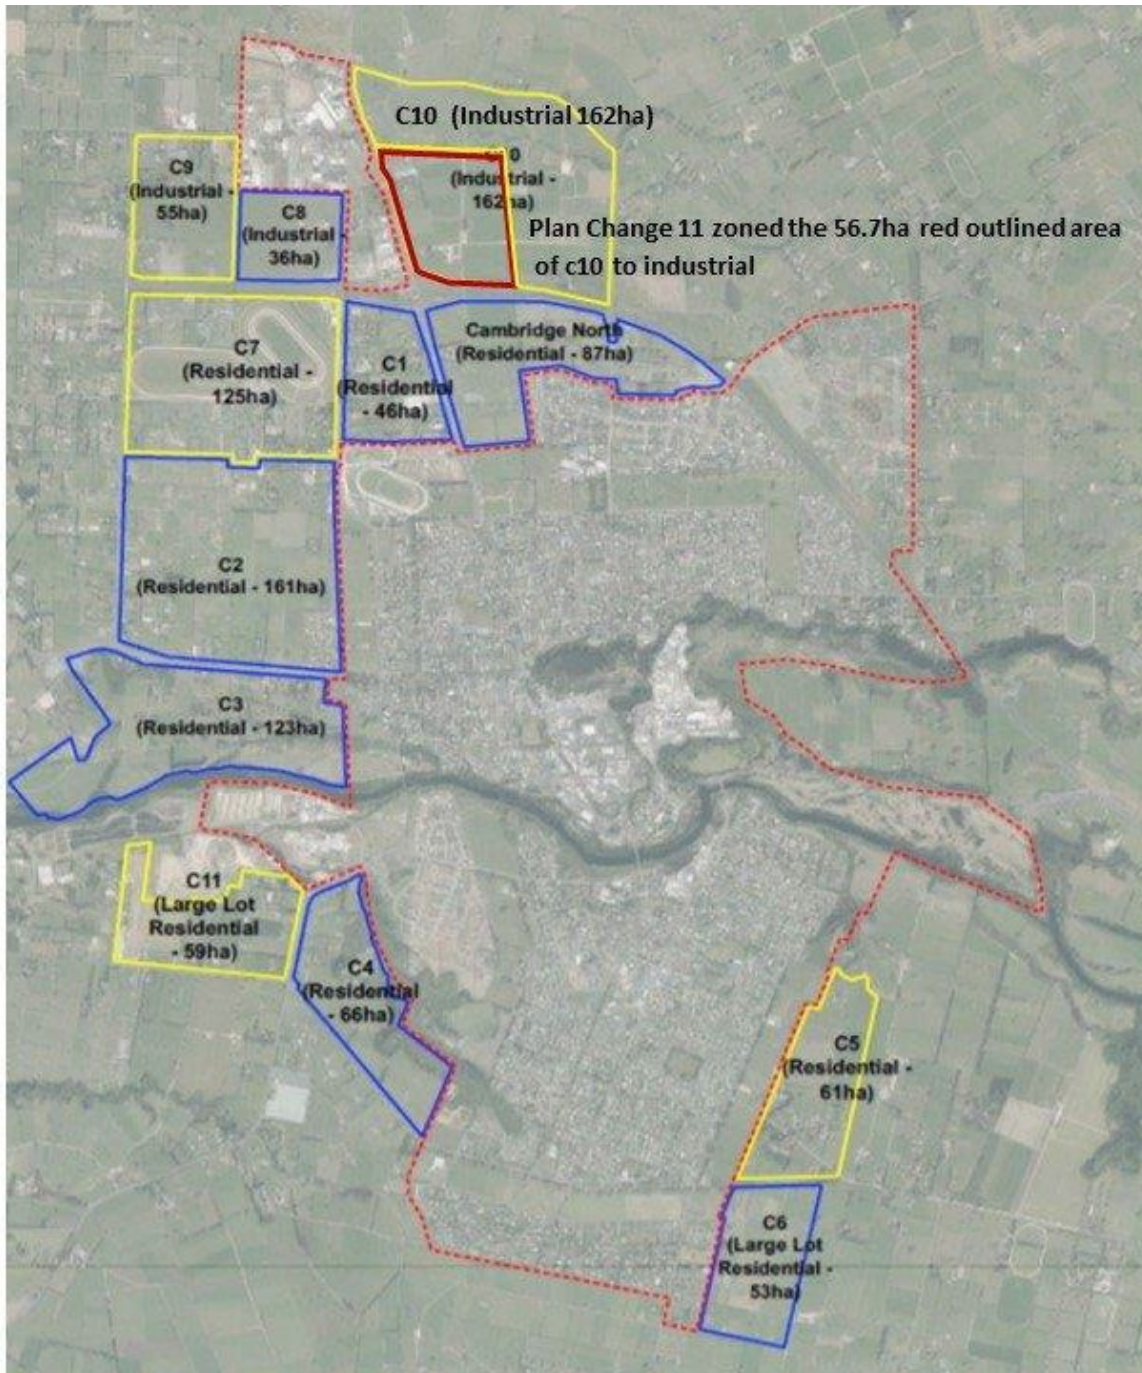 C10 (Industrial 162ha)
C9
(Industrial -
55ha)
0
(Industrial -
162ha)
C8
(Industrial
36ha)
Plan Change 11 zoned the 56.7ha red outlined area
of c10 to industrial
Cambridge North
(Residential - 87ha)
C7
(Residential -
125ha)
C1
(Residential
- 46ha)
C2
(Residential - 161ha)
C3
(Residential - 123ha)
C11
(Large Lot
Residential
- 59ha)
C4
(Residential
- 66ha)
C5
(Residential -
61ha)
C6
(Large Lot
Residential -
53ha)